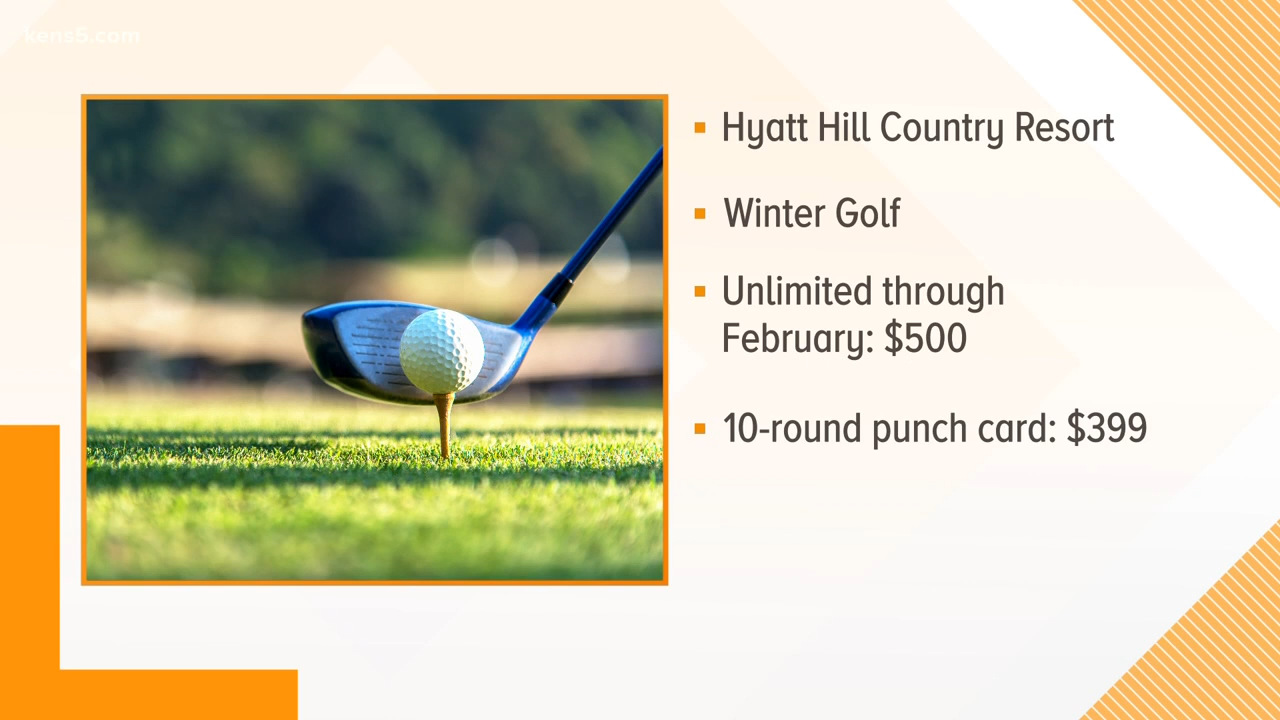 kens5.com
Hyatt Hill Country Resort
Winter Golf
Unlimited through
February: $500
10-round punch card: $399